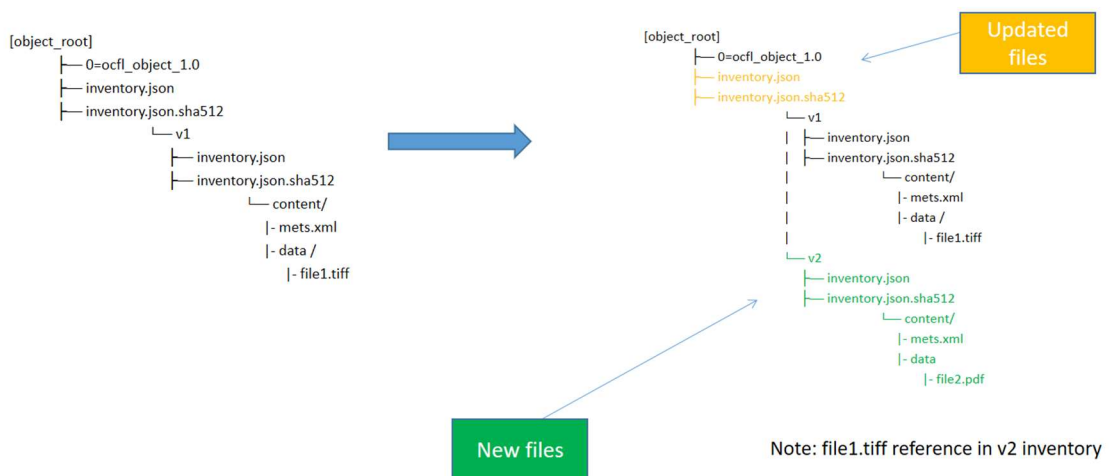 [object_root]
├── 0=ocfl_object_1.0
├── inventory.json
├── inventory.json.sha512
└── v1
├── inventory.json
├── inventory.json.sha512
└── content/
|- mets.xml
|- data /
|- file1.tiff
Updated
files
[object_root]
├── 0=ocfl_object_1.0
├── inventory.json
├── inventory.json.sha512
└── v1
| ├── inventory.json
| ├── inventory.json.sha512
| └── content/
| |- mets.xml
| |- data /
| |- file1.tiff
└── v2
├── inventory.json
├── inventory.json.sha512
└── content/
|- mets.xml
|- data
|- file2.pdf
New files
Note: file1.tiff reference in v2 inventory